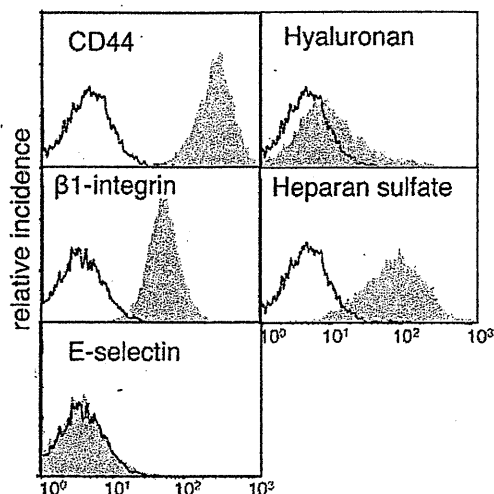 CD44
Hyaluronan
β1-integrin
Heparan sulfate
E-selectin
relative incidence
10⁰ 10¹ 10² 10³
10⁰ 10¹ 10² 10³